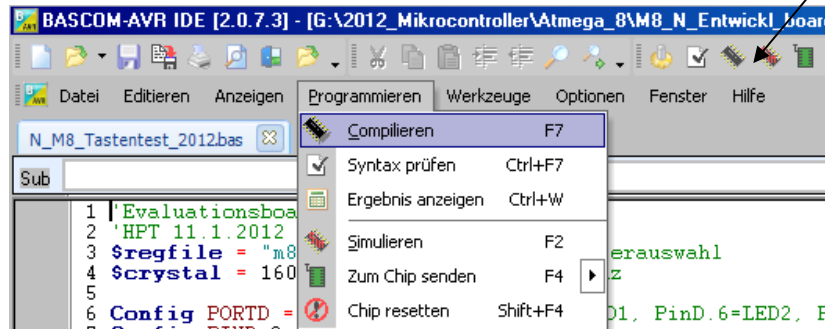 BASCOM-AVR IDE [2.0.7.3] - [G:\2012_Mikrocontroller\Atmega_8\M8_N_Entwickl_board
Datei Editieren Anzeigen Programmieren Werkzeuge Optionen Fenster Hilfe
N_M8_Tastentest_2012.bas
Compilieren F7
Sub
Syntax prüfen Ctrl+F7
Ergebnis anzeigen Ctrl+W
1 'Evaluationsboa
2 'HPT 11.1.2012
3 $regfile = "m8 erauswahl
Simulieren F2
4 $crystal = 160 z
Zum Chip senden F4
5
6 Config PORTD = D1, PinD.6=LED2, P
Chip resetten Shift+F4